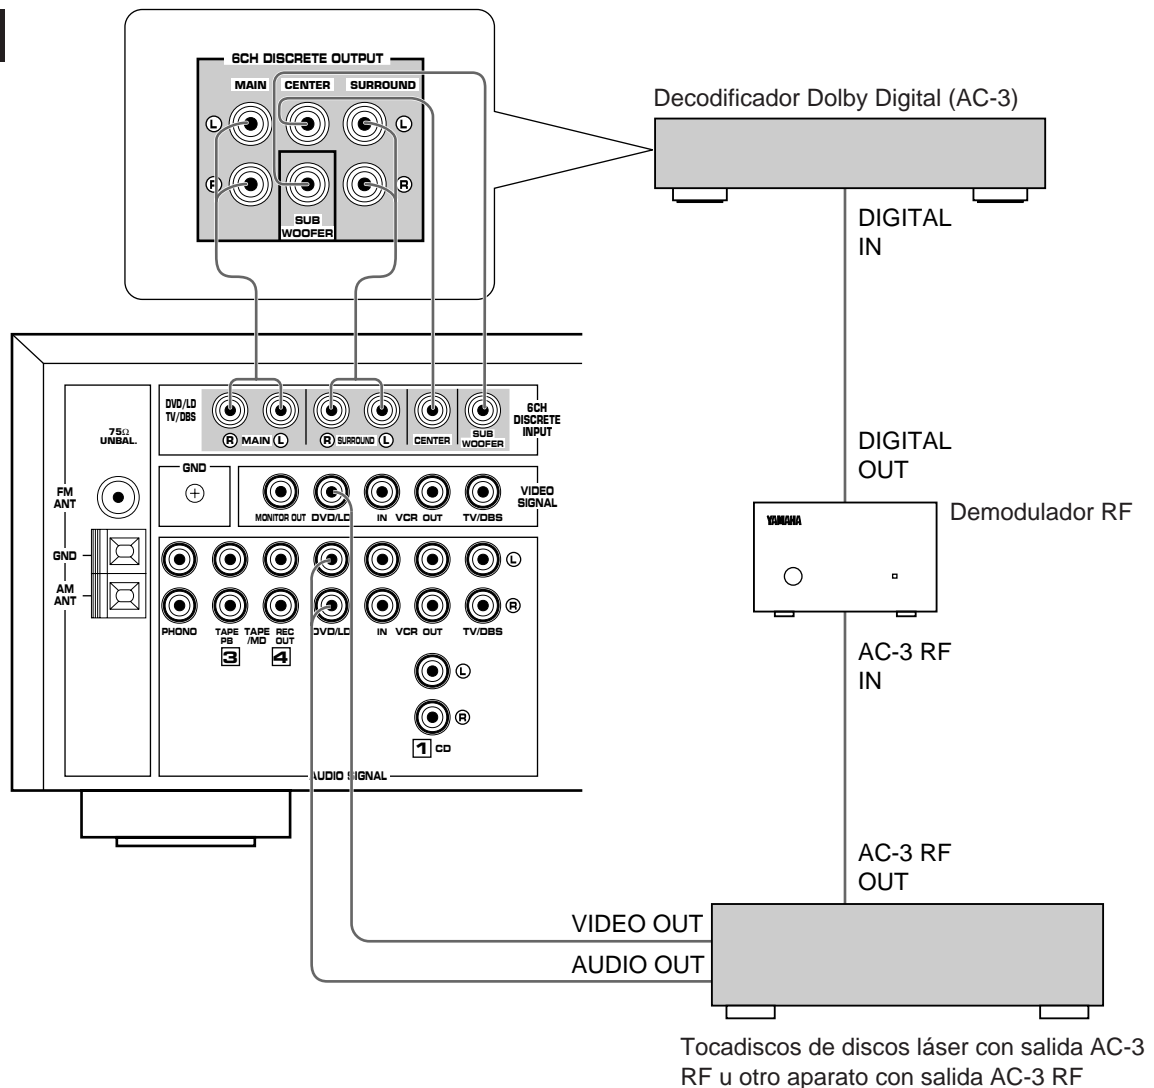 6CH DISCRETE OUTPUT
MAIN CENTER SURROUND
L L
R R
SUB
WOOFER
Decodificador Dolby Digital (AC-3)
DIGITAL
IN
DIGITAL
OUT
YAMAHA
Demodulador RF
AC-3 RF
IN
AC-3 RF
OUT
DVD/LD
TV/DBS
R MAIN L
R SURROUND L
CENTER
SUB
WOOFER
6CH
DISCRETE
INPUT
75Ω
UNBAL.
FM
ANT
GND
AM
ANT
GND
MONITOR OUT DVD/LD IN VCR OUT TV/DBS
VIDEO
SIGNAL
L
R
PHONO TAPE PB TAPE /MD REC OUT DVD/LD IN VCR OUT TV/DBS
3 4
L
R
1 CD
AUDIO SIGNAL
VIDEO OUT
AUDIO OUT
Tocadiscos de discos láser con salida AC-3
RF u otro aparato con salida AC-3 RF